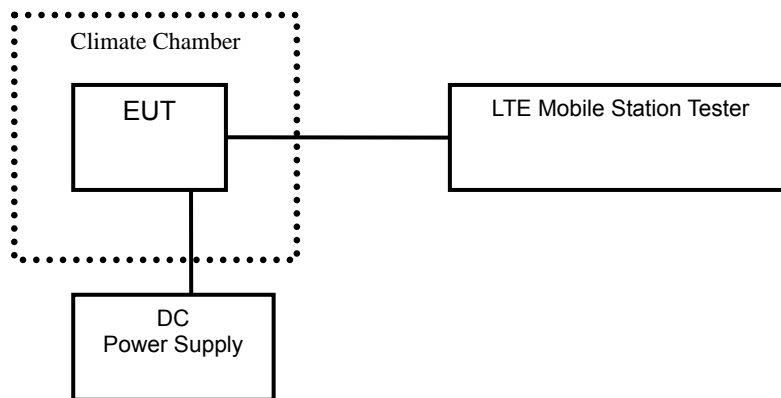 Climate Chamber
EUT
LTE Mobile Station Tester
DC
Power Supply